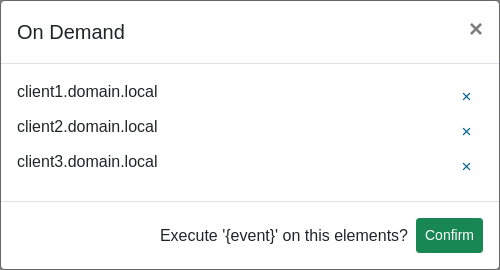 On Demand ×
client1.domain.local ×
client2.domain.local ×
client3.domain.local ×
Execute '{event}' on this elements? Confirm